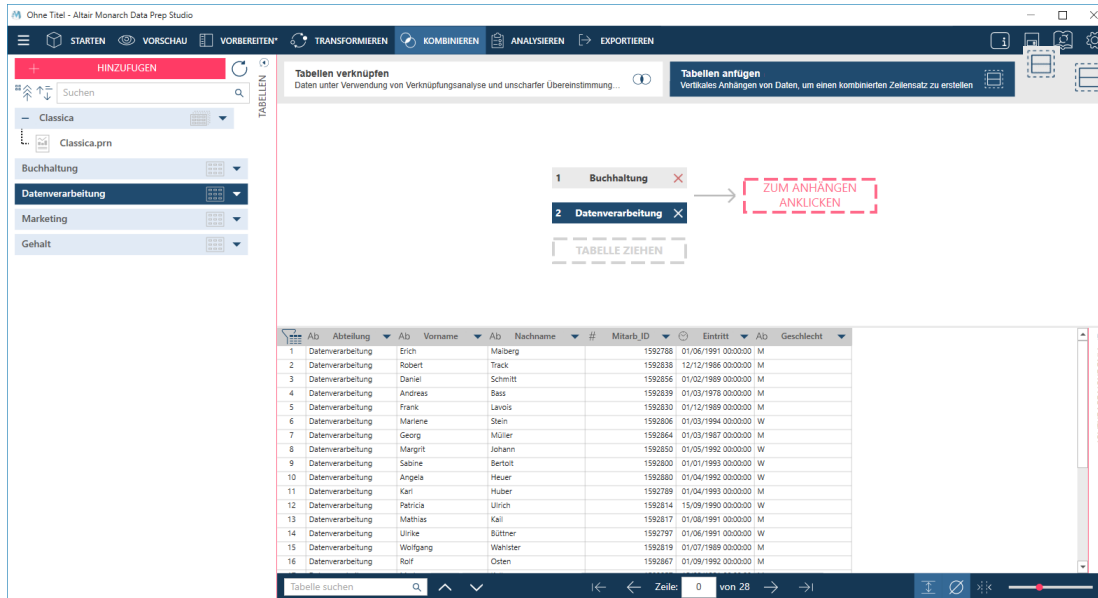 Ohne Titel - Altair Monarch Data Prep Studio
STARTEN VORSCHAU VORBEREITEN* TRANSFORMIEREN KOMBINIEREN ANALYSIEREN EXPORTIEREN
+ HINZUFÜGEN
Suchen
TABELLEN
Classica
Classica.prn
Buchhaltung
Datenverarbeitung
Marketing
Gehalt
Tabellen verknüpfen
Daten unter Verwendung von Verknüpfungsanalyse und unscharfer Übereinstimmung...
Tabellen anfügen
Vertikales Anhängen von Daten, um einen kombinierten Zeilensatz zu erstellen
1 Buchhaltung
2 Datenverarbeitung
TABELLE ZIEHEN
ZUM ANHÄNGEN
ANKLICKEN
Ab Abteilung Ab Vorname Ab Nachname # Mitarb_ID Eintritt Ab Geschlecht
1 Datenverarbeitung Erich Maiberg 1592788 01/06/1991 00:00:00 M
2 Datenverarbeitung Robert Track 1592838 12/12/1986 00:00:00 M
3 Datenverarbeitung Daniel Schmitt 1592856 01/02/1989 00:00:00 M
4 Datenverarbeitung Andreas Bass 1592839 01/03/1978 00:00:00 M
5 Datenverarbeitung Frank Lavois 1592830 01/12/1989 00:00:00 M
6 Datenverarbeitung Marlene Stein 1592806 01/03/1994 00:00:00 W
7 Datenverarbeitung Georg Müller 1592864 01/03/1987 00:00:00 M
8 Datenverarbeitung Margrit Johann 1592850 01/05/1992 00:00:00 W
9 Datenverarbeitung Sabine Bertolt 1592800 01/01/1993 00:00:00 W
10 Datenverarbeitung Angela Heuer 1592880 01/04/1992 00:00:00 W
11 Datenverarbeitung Karl Huber 1592789 01/04/1993 00:00:00 M
12 Datenverarbeitung Patricia Ulrich 1592814 15/09/1990 00:00:00 W
13 Datenverarbeitung Mathias Kali 1592817 01/08/1991 00:00:00 M
14 Datenverarbeitung Ulrike Büttner 1592797 01/06/1991 00:00:00 W
15 Datenverarbeitung Wolfgang Wahlster 1592819 01/07/1989 00:00:00 M
16 Datenverarbeitung Rolf Osten 1592867 01/09/1992 00:00:00 M
Tabelle suchen Zeile: 0 von 28